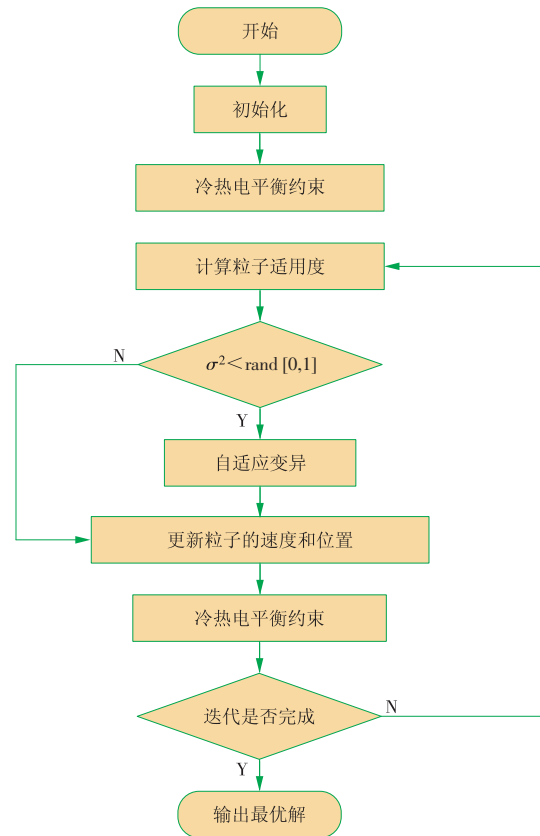 开始
初始化
冷热电平衡约束
计算粒子适用度
N
σ²＜rand [0,1]
Y
自适应变异
更新粒子的速度和位置
冷热电平衡约束
迭代是否完成
N
Y
输出最优解